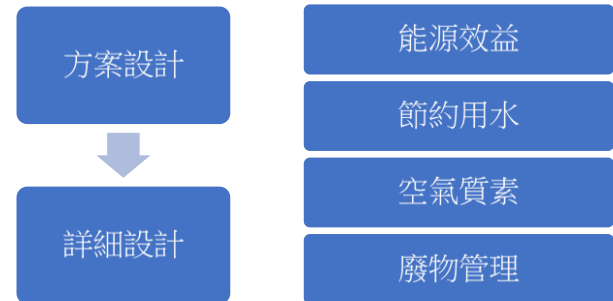 方案設計
詳細設計
能源效益
節約用水
空氣質素
廢物管理